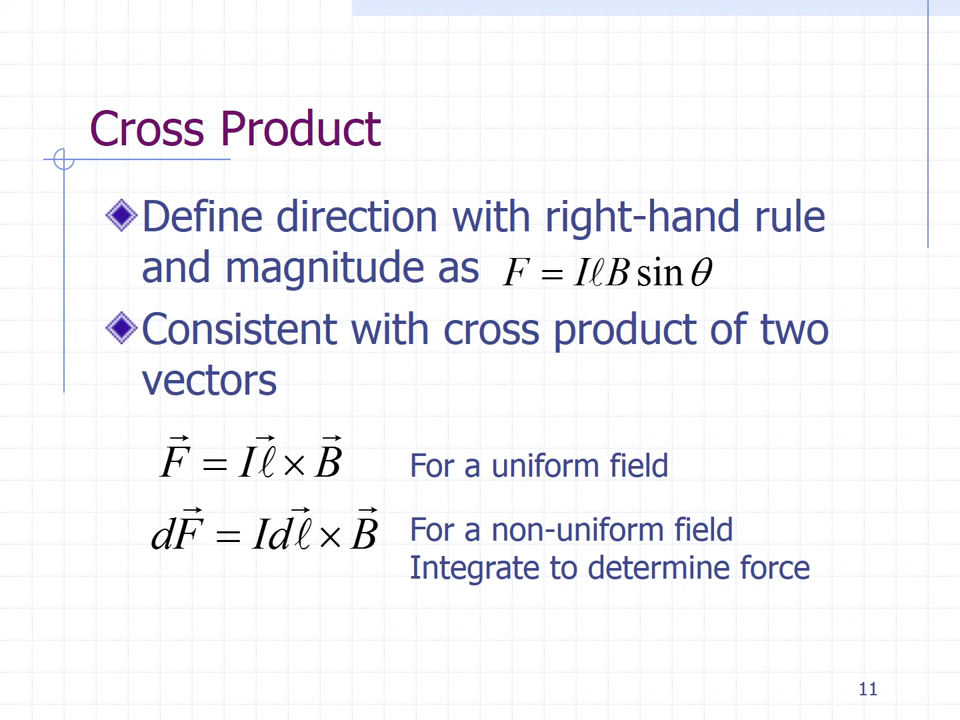 Cross Product
Define direction with right-hand rule
and magnitude as F = IℓB sin θ
Consistent with cross product of two
vectors
F⃗ = Iℓ⃗ × B⃗ For a uniform field
dF⃗ = Idℓ⃗ × B⃗ For a non-uniform field
Integrate to determine force
11